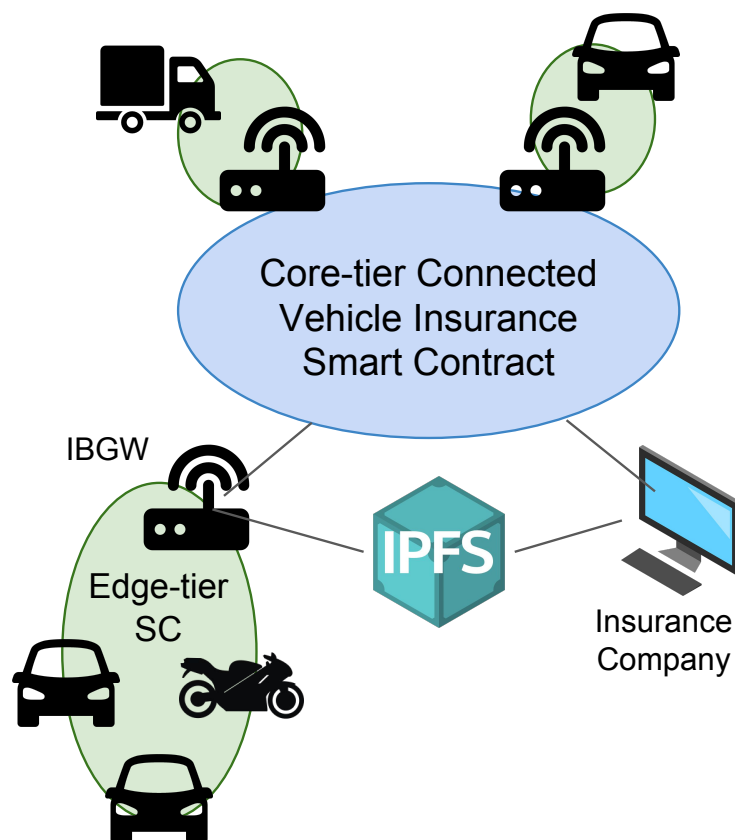 Core-tier Connected
Vehicle Insurance
Smart Contract
IBGW
IPFS
Edge-tier
SC
Insurance
Company